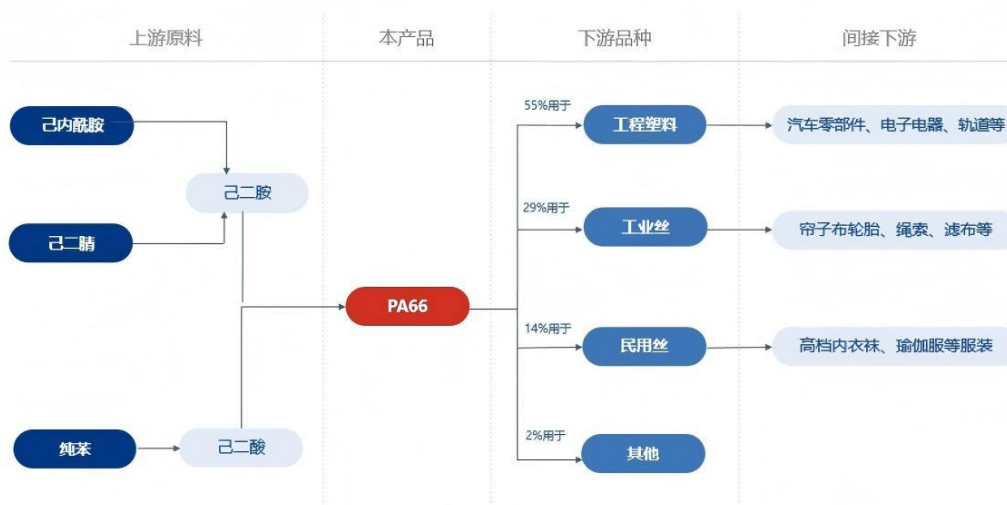 上游原料
本产品
下游品种
间接下游
己内酰胺
己二胺
己二腈
纯苯
己二酸
PA66
55%用于
工程塑料
汽车零部件、电子电器、轨道等
29%用于
工业丝
帘子布轮胎、绳索、滤布等
14%用于
民用丝
高档内衣袜、瑜伽服等服装
2%用于
其他